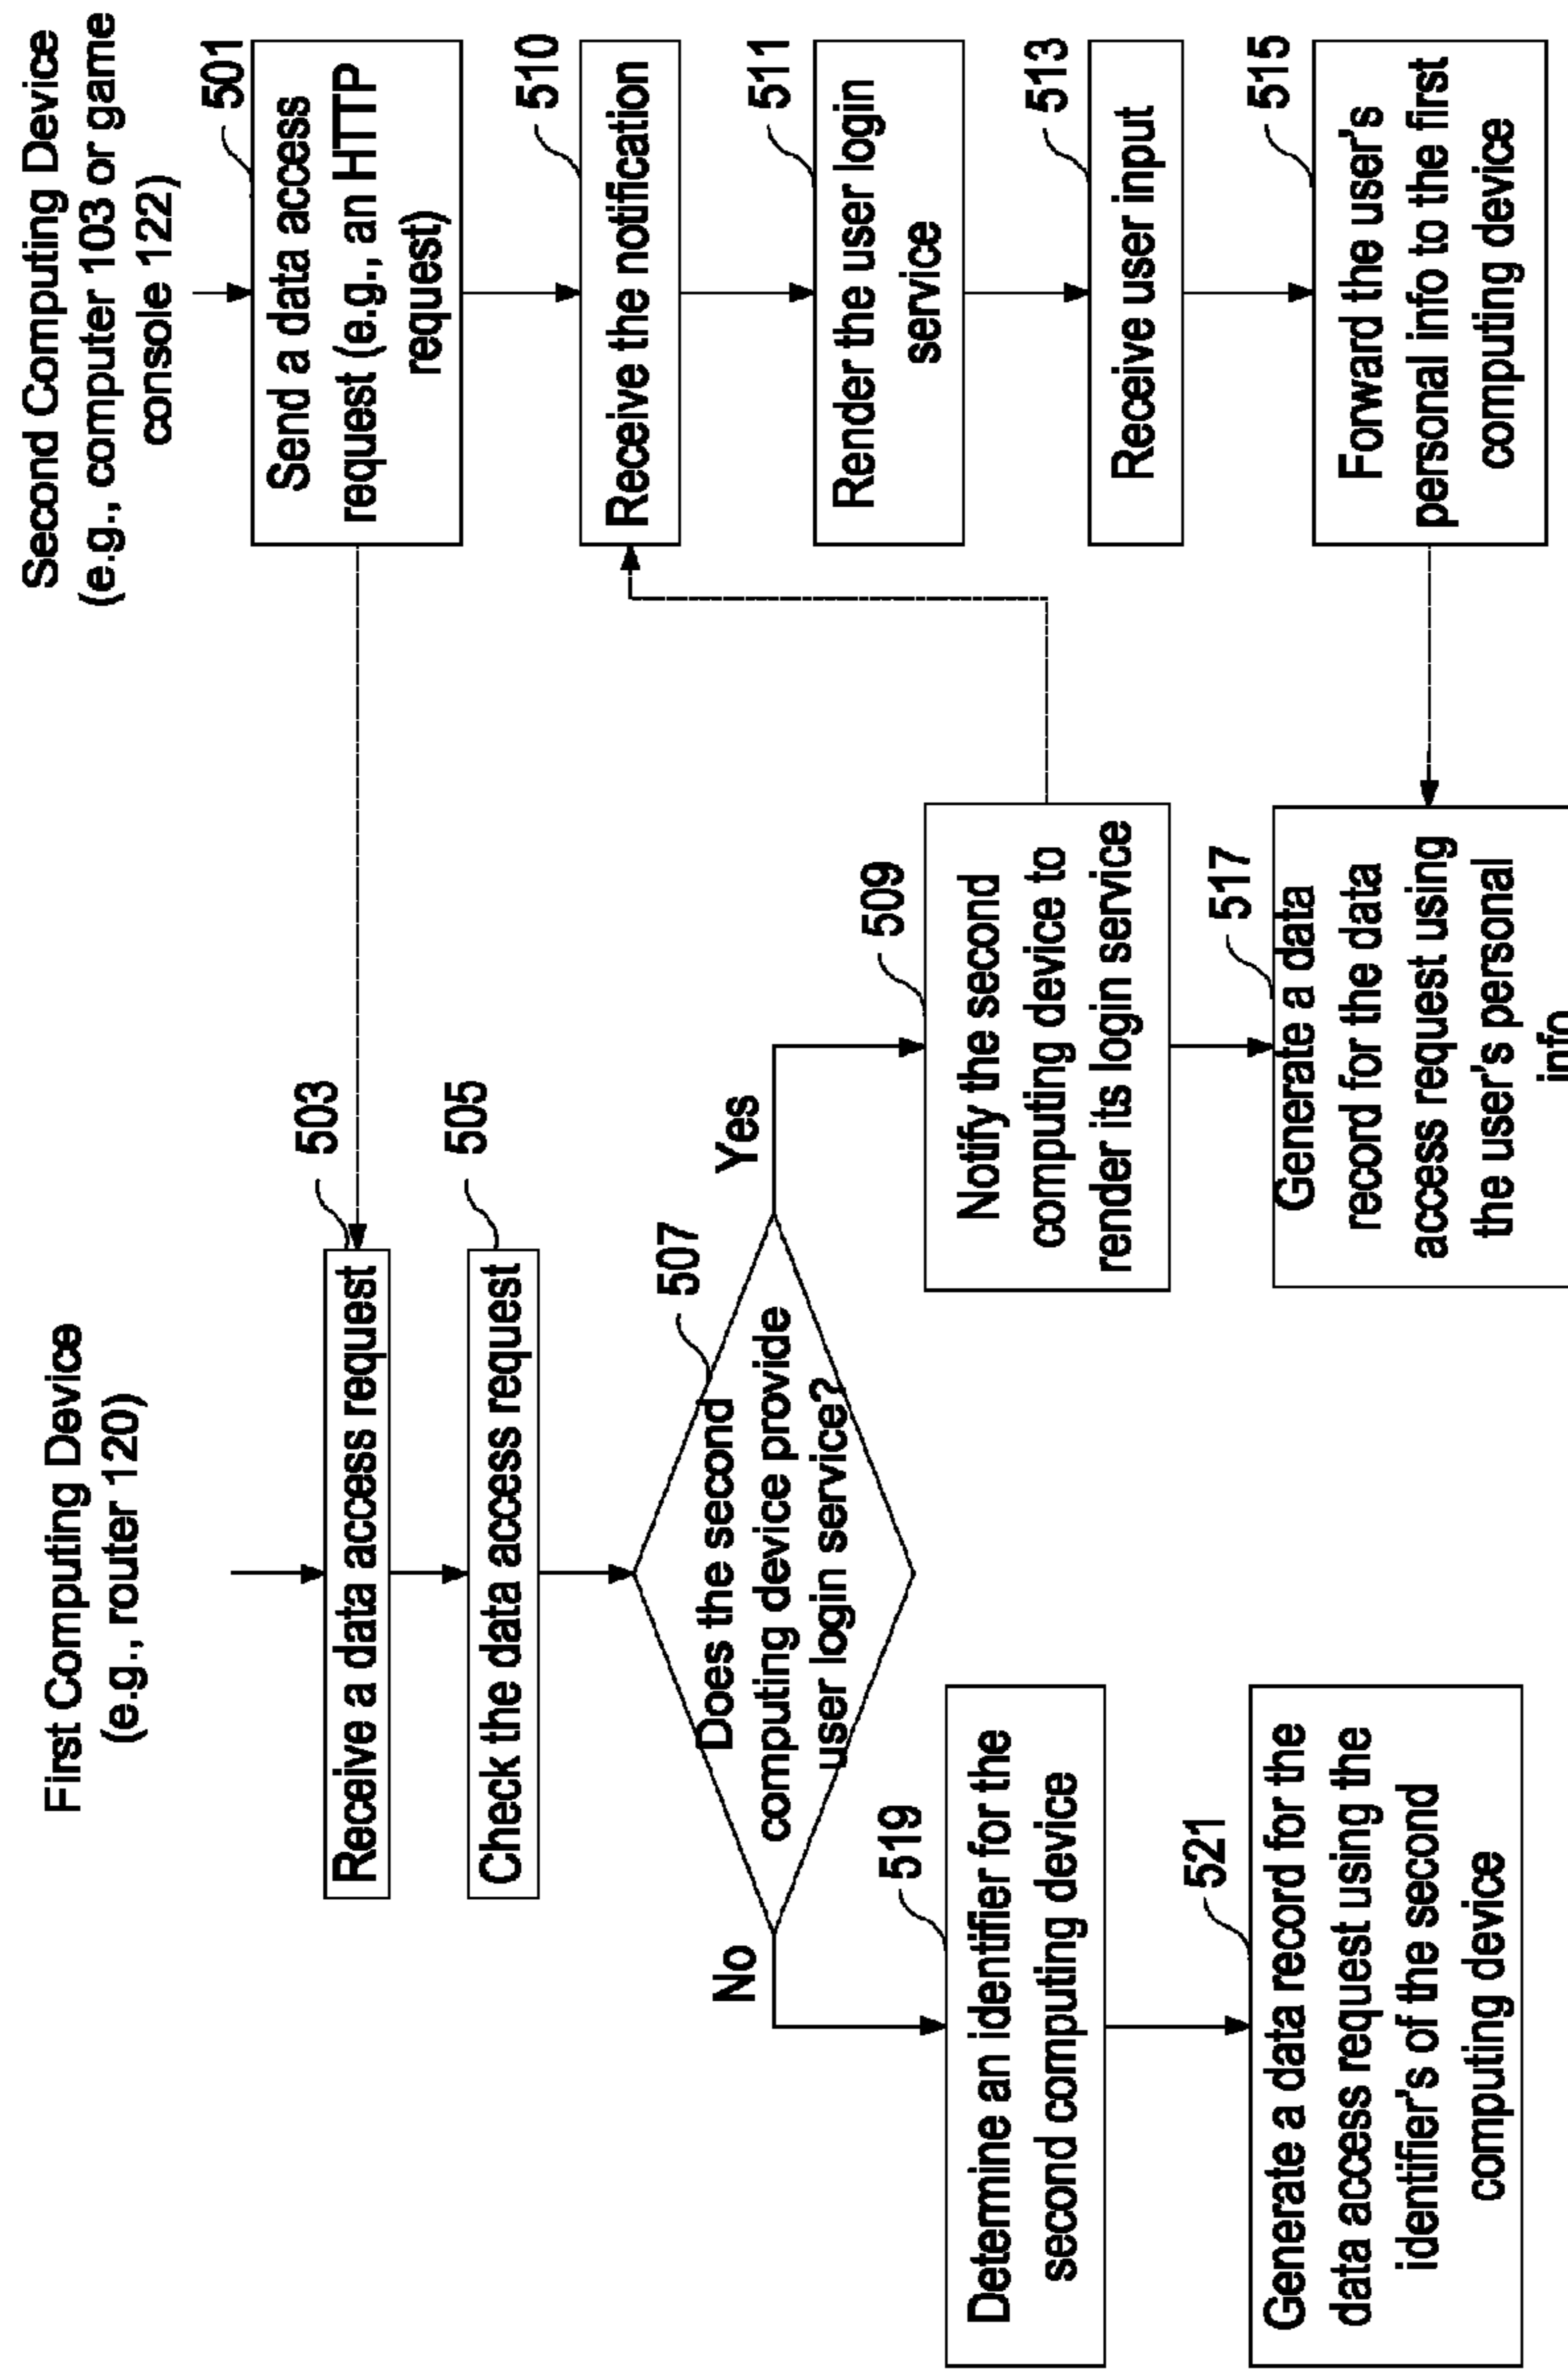 First Computing Device
(e.g., router 120)
503
Receive a data access request
505
Check the data access request
507
Does the second
computing device provide
user login service?
No
Yes
519
Determine an identifier for the
second computing device
521
Generate a data record for the
data access request using the
identifier's of the second
computing device
509
Notify the second
computing device to
render its login service
517
Generate a data
record for the data
access request using
the user's personal
info
Second Computing Device
(e.g., computer 103 or game
console 122)
501
Send a data access
request (e.g., an HTTP
request)
510
Receive the notification
511
Render the user login
service
513
Receive user input
515
Forward the user's
personal info to the first
computing device